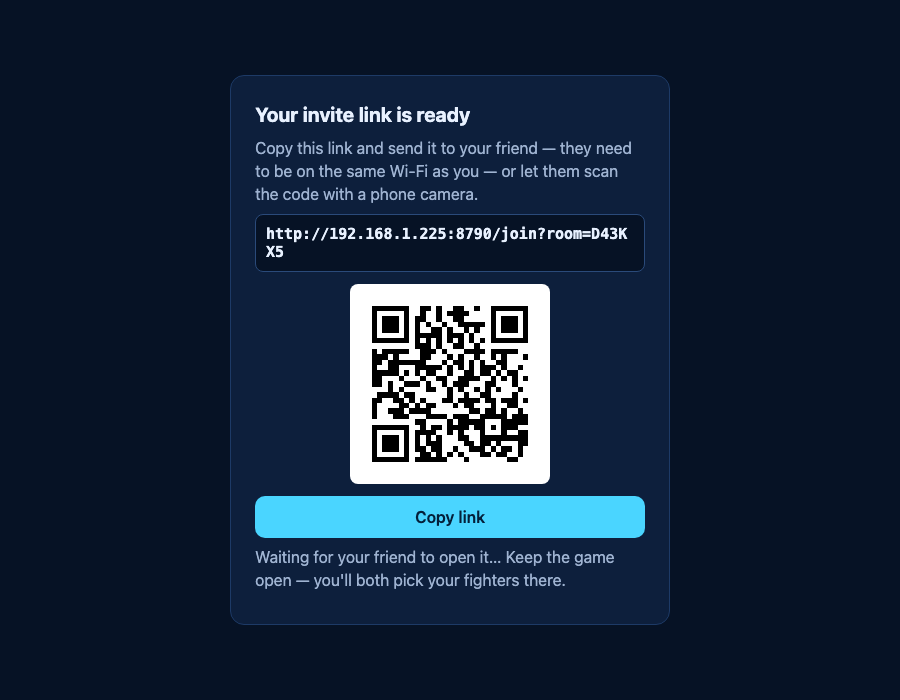 Your invite link is ready
Copy this link and send it to your friend — they need
to be on the same Wi-Fi as you — or let them scan
the code with a phone camera.
http://192.168.1.225:8790/join?room=D43K
X5
Copy link
Waiting for your friend to open it... Keep the game
open — you'll both pick your fighters there.